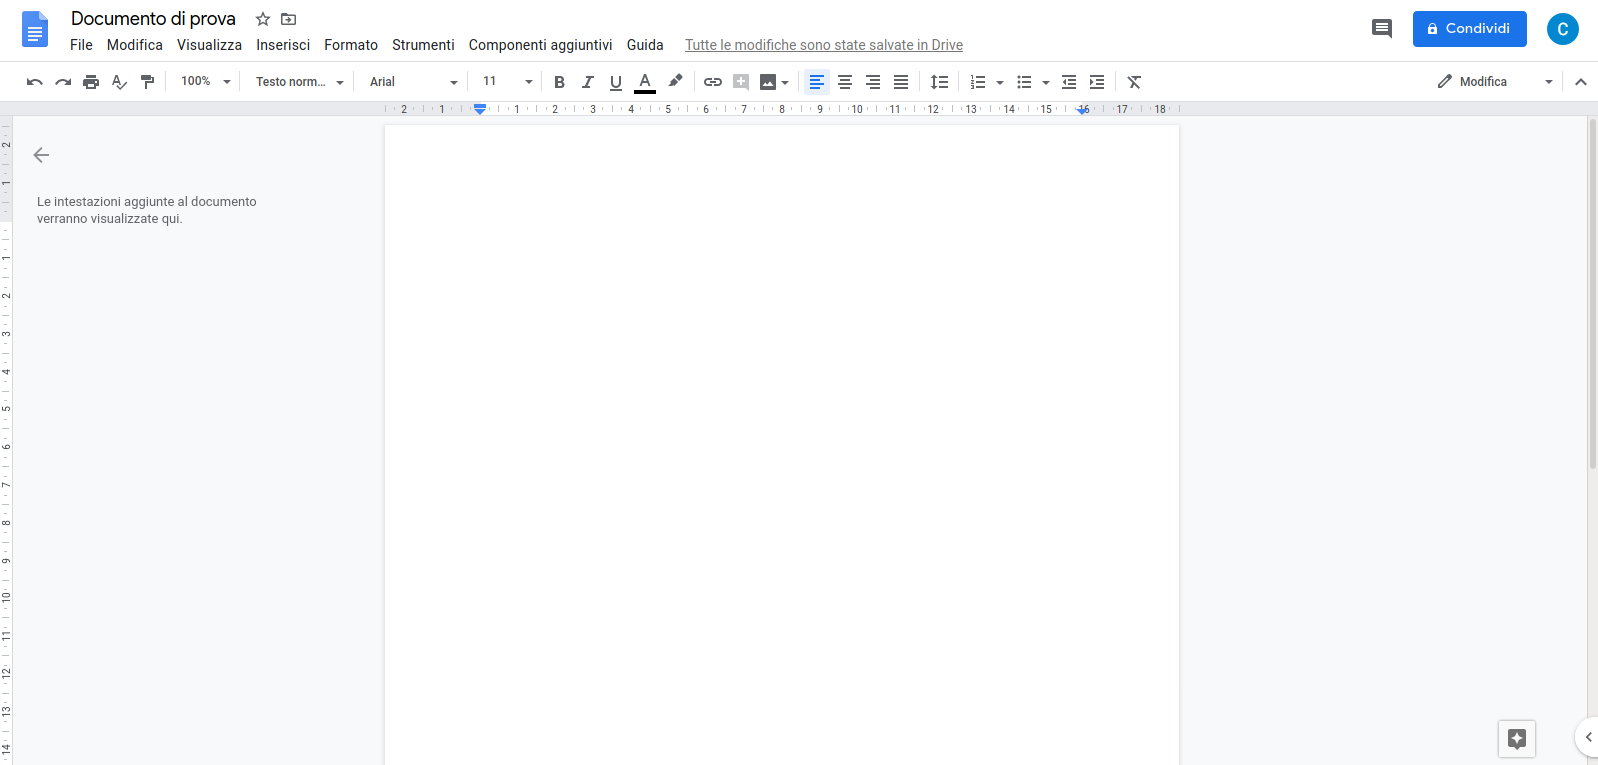 Documento di prova
File Modifica Visualizza Inserisci Formato Strumenti Componenti aggiuntivi Guida Tutte le modifiche sono state salvate in Drive
Condividi
C
100% Testo norm... Arial 11 B I U A Modifica
2 1 1 2 3 4 5 6 7 8 9 10 11 12 13 14 15 16 17 18
2
1
1
2
3
4
5
6
7
8
9
10
11
12
13
14
Le intestazioni aggiunte al documento
verranno visualizzate qui.